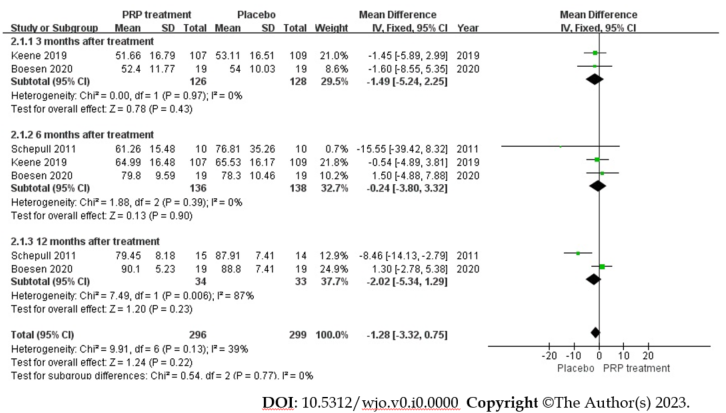 PRP treatment Placebo Mean Difference Mean Difference
Study or Subgroup Mean SD Total Mean SD Total Weight IV, Fixed, 95% CI Year IV, Fixed, 95% CI
2.1.1 3 months after treatment
Keene 2019 51.66 16.79 107 53.11 16.51 109 21.0% -1.45 [-5.89, 2.99] 2019
Boesen 2020 52.4 11.77 19 54 10.03 19 8.6% -1.60 [-8.55, 5.35] 2020
Subtotal (95% CI) 126 128 29.5% -1.49 [-5.24, 2.25]
Heterogeneity: Chi² = 0.00, df = 1 (P = 0.97); I² = 0%
Test for overall effect: Z = 0.78 (P = 0.43)
2.1.2 6 months after treatment
Schepull 2011 61.26 15.48 10 76.81 35.26 10 0.7% -15.55 [-39.42, 8.32] 2011
Keene 2019 64.99 16.48 107 65.53 16.17 109 21.8% -0.54 [-4.89, 3.81] 2019
Boesen 2020 79.8 9.59 19 78.3 10.46 19 10.2% 1.50 [-4.88, 7.88] 2020
Subtotal (95% CI) 136 138 32.7% -0.24 [-3.80, 3.32]
Heterogeneity: Chi² = 1.88, df = 2 (P = 0.39); I² = 0%
Test for overall effect: Z = 0.13 (P = 0.90)
2.1.3 12 months after treatment
Schepull 2011 79.45 8.18 15 87.91 7.41 14 12.9% -8.46 [-14.13, -2.79] 2011
Boesen 2020 90.1 5.23 19 88.8 7.41 19 24.9% 1.30 [-2.78, 5.38] 2020
Subtotal (95% CI) 34 33 37.7% -2.02 [-5.34, 1.29]
Heterogeneity: Chi² = 7.49, df = 1 (P = 0.006); I² = 87%
Test for overall effect: Z = 1.20 (P = 0.23)
Total (95% CI) 296 299 100.0% -1.28 [-3.32, 0.75]
Heterogeneity: Chi² = 9.91, df = 6 (P = 0.13); I² = 39%
Test for overall effect: Z = 1.24 (P = 0.22)
Test for subgroup differences: Chi² = 0.54, df = 2 (P = 0.77), I² = 0%
-20 -10 0 10 20
Placebo PRP treatment
DOI: 10.5312/wjo.v0.i0.0000 Copyright ©The Author(s) 2023.